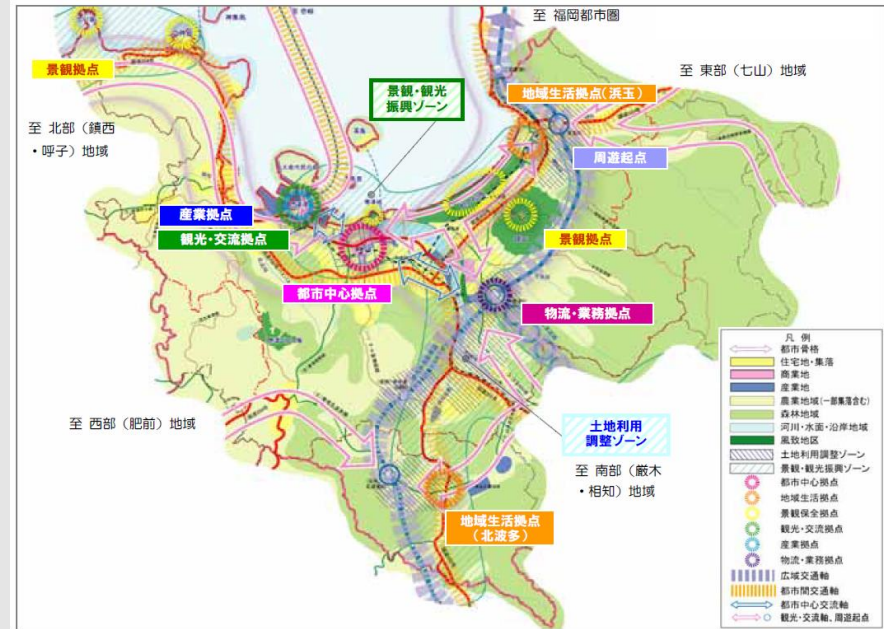 至 福岡都市圏
景観拠点
景観・観光
振興ゾーン
地域生活拠点(浜玉)
至 東部（七山）地域
至 北部（鎮西
・呼子）地域
周遊起点
産業拠点
観光・交流拠点
景観拠点
都市中心拠点
物流・業務拠点
至 西部（肥前）地域
土地利用
調整ゾーン
至 南部（厳木
・相知）地域
地域生活拠点
（北波多）
凡 例
都市骨格
住宅地・集落
商業地
産業地
農業地域(一部集落含む)
森林地域
河川・水面・沿岸地域
風致地区
土地利用調整ゾーン
景観・観光振興ゾーン
都市中心拠点
地域生活拠点
景観保全拠点
観光・交流拠点
産業拠点
物流・業務拠点
広域交通軸
都市間交通軸
都市中心交流軸
観光・交流軸、周遊起点